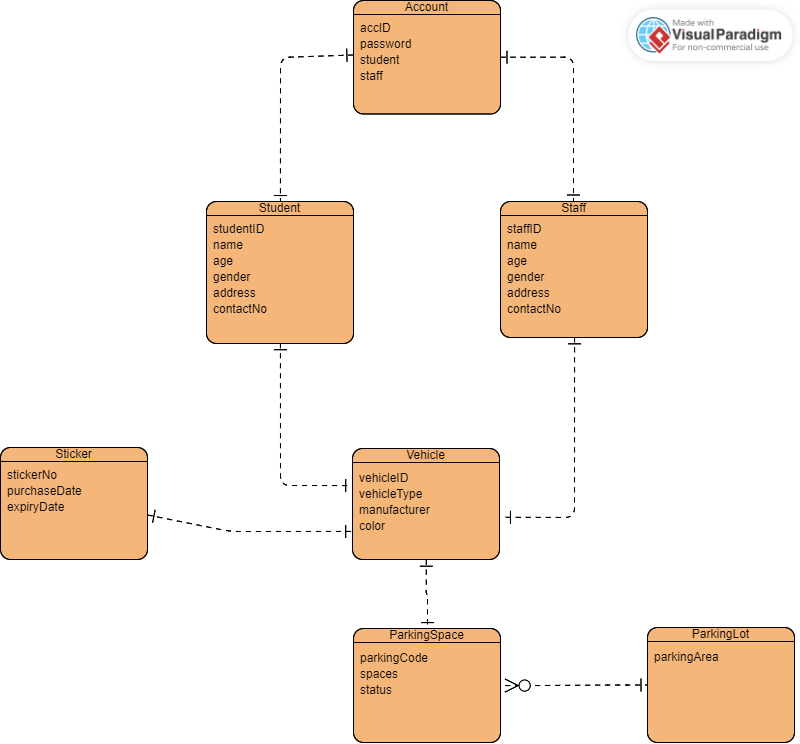 Account
accID
password
student
staff
Made with
VisualParadigm
For non-commercial use
Student
studentID
name
age
gender
address
contactNo
Staff
staffID
name
age
gender
address
contactNo
Sticker
stickerNo
purchaseDate
expiryDate
Vehicle
vehicleID
vehicleType
manufacturer
color
ParkingSpace
parkingCode
spaces
status
ParkingLot
parkingArea